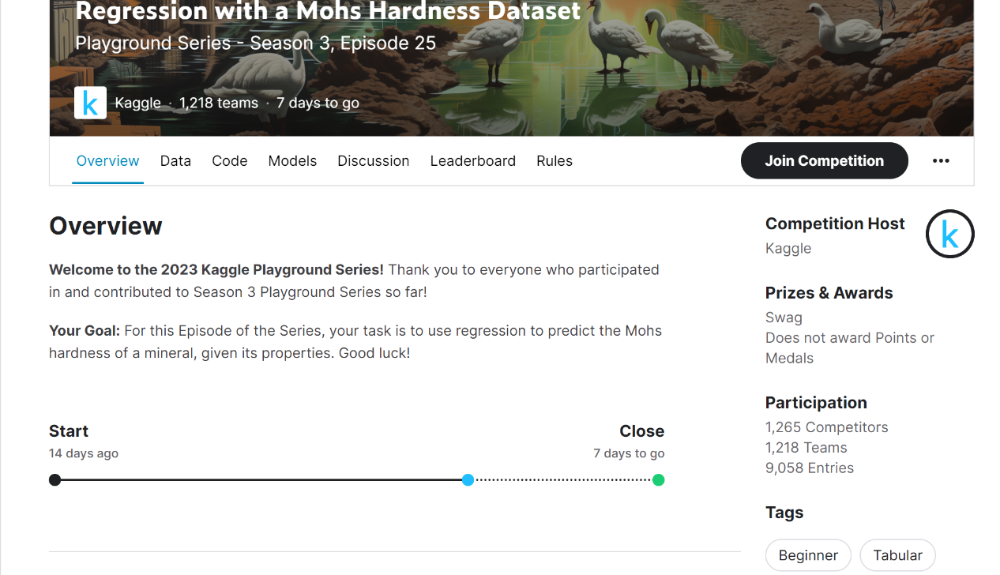 Regression with a Mohs Hardness Dataset
Playground Series - Season 3, Episode 25
k
Kaggle · 1,218 teams · 7 days to go
Overview Data Code Models Discussion Leaderboard Rules Join Competition •••
Overview
Welcome to the 2023 Kaggle Playground Series! Thank you to everyone who participated
in and contributed to Season 3 Playground Series so far!
Your Goal: For this Episode of the Series, your task is to use regression to predict the Mohs
hardness of a mineral, given its properties. Good luck!
Start
14 days ago
Close
7 days to go
Competition Host
Kaggle
k
Prizes & Awards
Swag
Does not award Points or
Medals
Participation
1,265 Competitors
1,218 Teams
9,058 Entries
Tags
Beginner Tabular